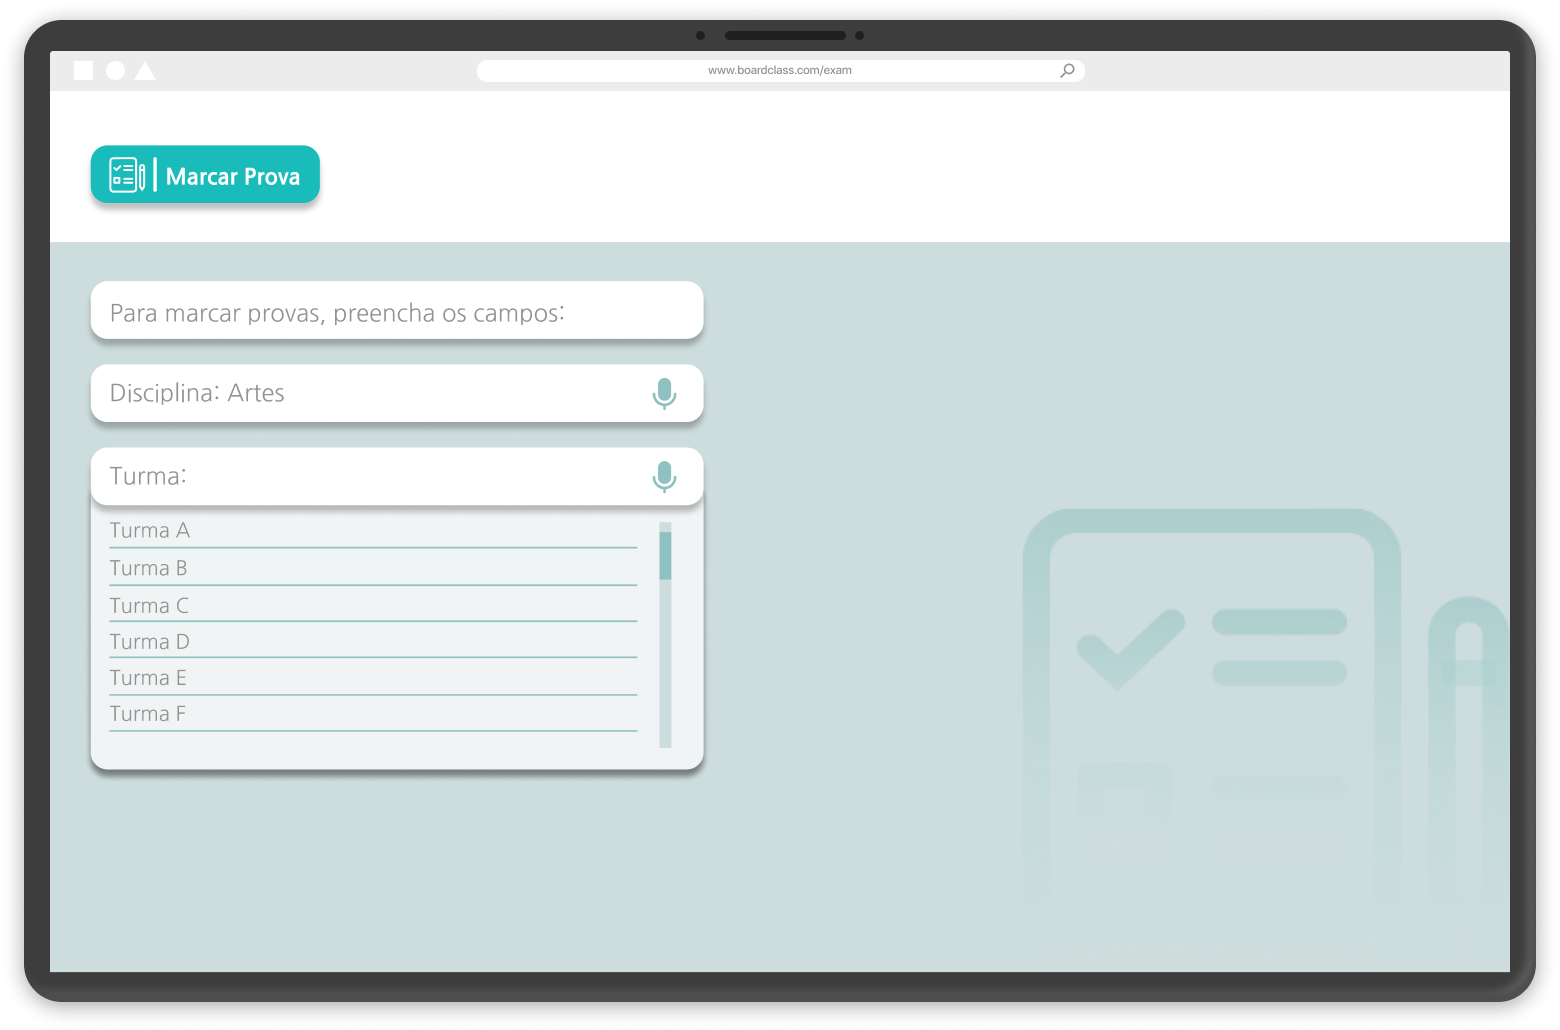 www.boardclass.com/exam
Marcar Prova
Para marcar provas, preencha os campos:
Disciplina: Artes
Turma:
Turma A
Turma B
Turma C
Turma D
Turma E
Turma F